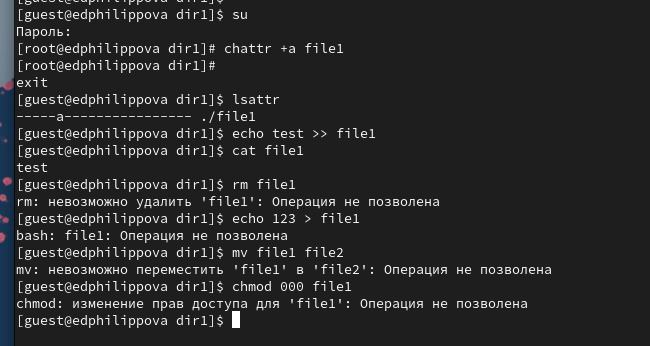 [guest@edphilippova dir1]$ su
Пароль:
[root@edphilippova dir1]# chattr +a file1
[root@edphilippova dir1]#
exit
[guest@edphilippova dir1]$ lsattr
-----a---------------- ./file1
[guest@edphilippova dir1]$ echo test >> file1
[guest@edphilippova dir1]$ cat file1
test
[guest@edphilippova dir1]$ rm file1
rm: невозможно удалить 'file1': Операция не позволена
[guest@edphilippova dir1]$ echo 123 > file1
bash: file1: Операция не позволена
[guest@edphilippova dir1]$ mv file1 file2
mv: невозможно переместить 'file1' в 'file2': Операция не позволена
[guest@edphilippova dir1]$ chmod 000 file1
chmod: изменение прав доступа для 'file1': Операция не позволена
[guest@edphilippova dir1]$